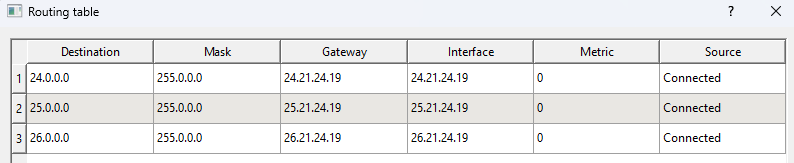 Routing table ? ×
Destination Mask Gateway Interface Metric Source
1 24.0.0.0 255.0.0.0 24.21.24.19 24.21.24.19 0 Connected
2 25.0.0.0 255.0.0.0 25.21.24.19 25.21.24.19 0 Connected
3 26.0.0.0 255.0.0.0 26.21.24.19 26.21.24.19 0 Connected